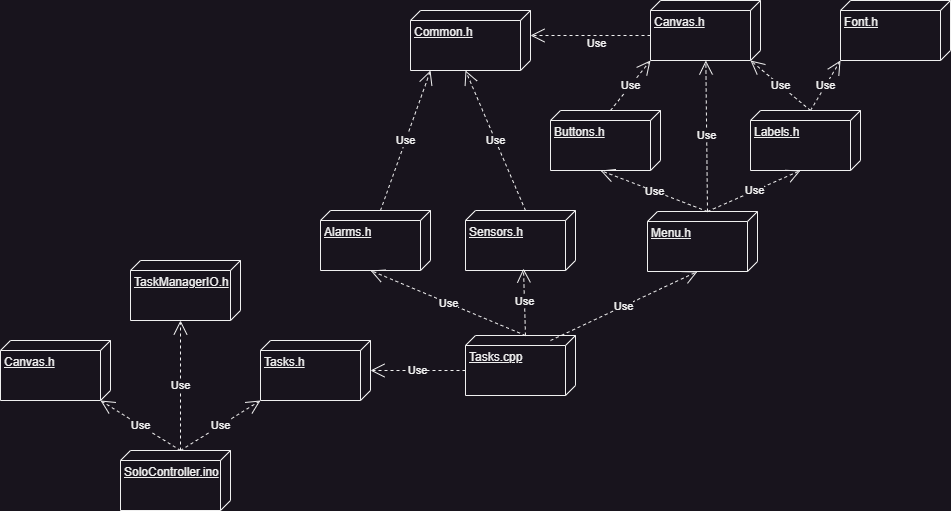 Canvas.h
Font.h
Common.h
Use
Use
Use
Use
Buttons.h
Use
Labels.h
Use
Use
Use
Use
Alarms.h
Sensors.h
Menu.h
TaskManagerIO.h
Use
Use
Use
Canvas.h
Tasks.h
Tasks.cpp
Use
Use
Use
Use
SoloController.ino